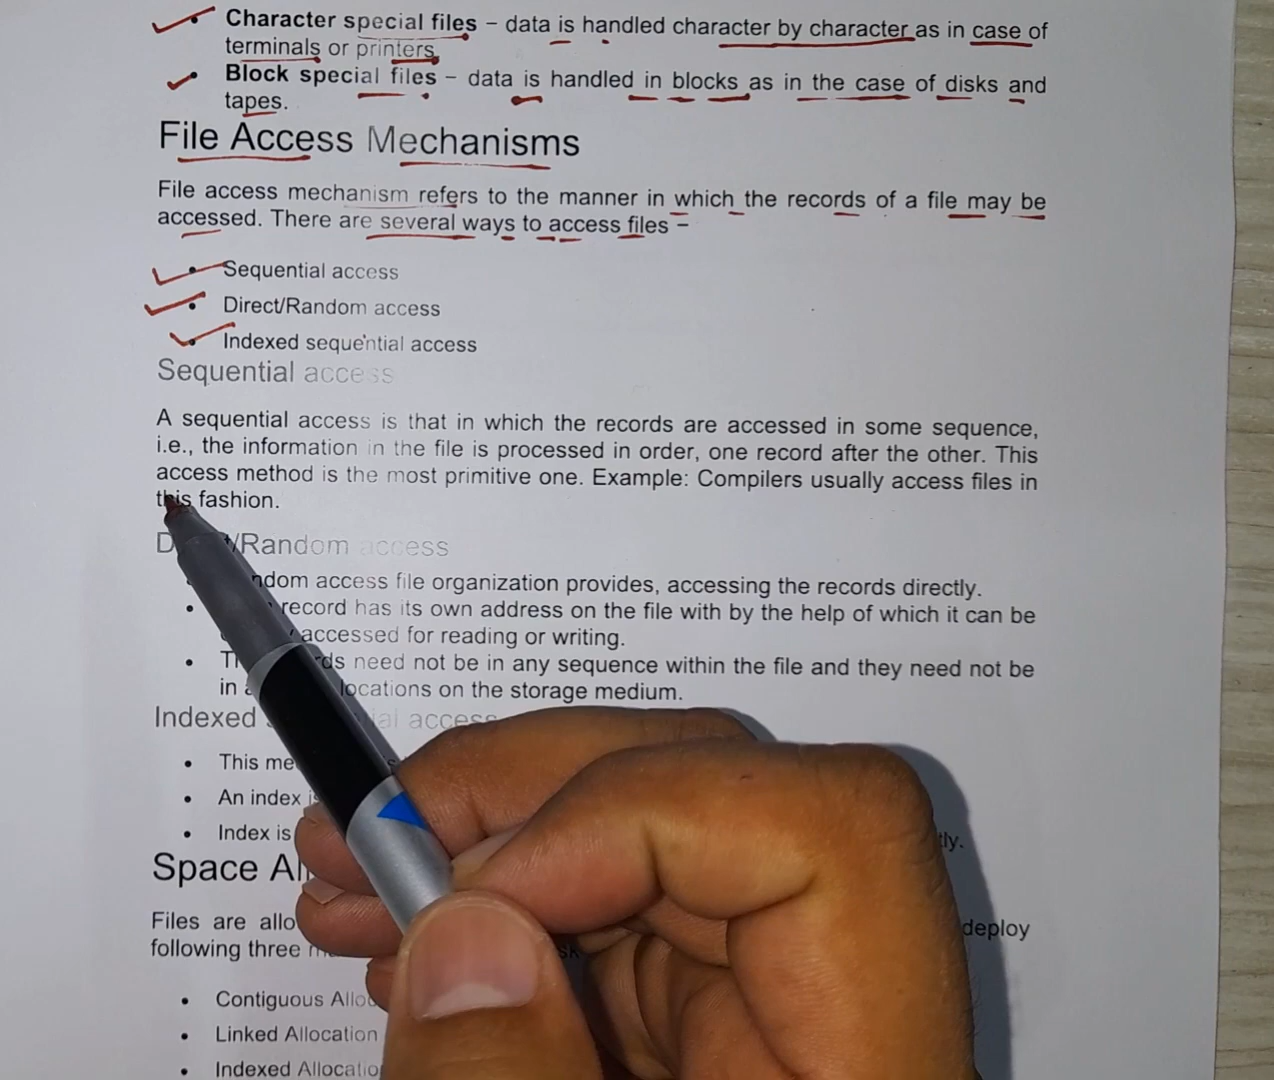 • Character special files – data is handled character by character as in case of
terminals or printers.
• Block special files – data is handled in blocks as in the case of disks and
tapes.
File Access Mechanisms
File access mechanism refers to the manner in which the records of a file may be
accessed. There are several ways to access files –
• Sequential access
• Direct/Random access
• Indexed sequential access
Sequential access
A sequential access is that in which the records are accessed in some sequence,
i.e., the information in the file is processed in order, one record after the other. This
access method is the most primitive one. Example: Compilers usually access files in
this fashion.
/Random access
access file organization provides, accessing the records directly.
• record has its own address on the file with by the help of which it can be
accessed for reading or writing.
• need not be in any sequence within the file and they need not be
in locations on the storage medium.
Indexed access
• This
• An index
• Index is
Space
Files are deploy
following three
• Contiguous
• Linked Allocation
• Indexed